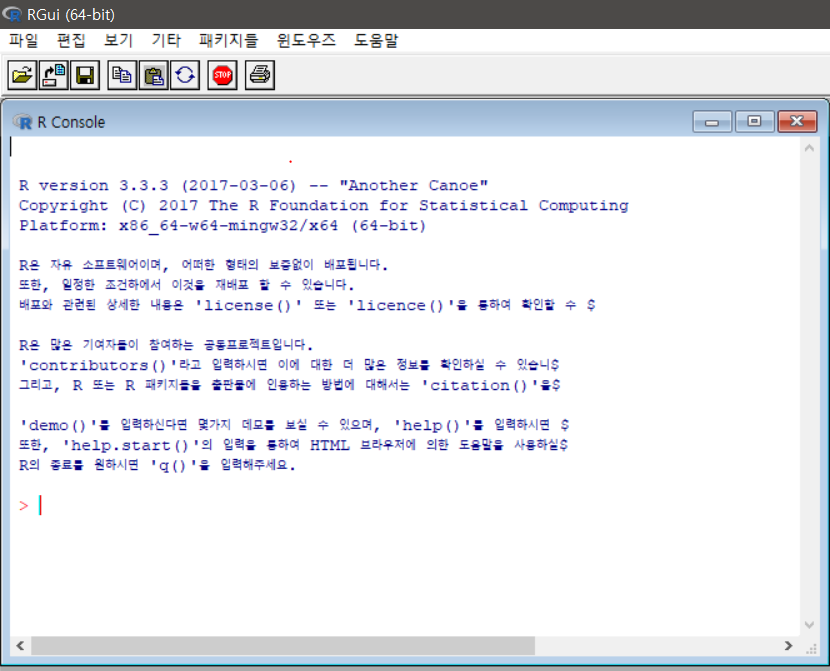 RGui (64-bit)
파일 편집 보기 기타 패키지들 윈도우즈 도움말
STOP
R Console
R version 3.3.3 (2017-03-06) -- "Another Canoe"
Copyright (C) 2017 The R Foundation for Statistical Computing
Platform: x86_64-w64-mingw32/x64 (64-bit)
R은 자유 소프트웨어이며, 어떠한 형태의 보증없이 배포됩니다.
또한, 일정한 조건하에서 이것을 재배포 할 수 있습니다.
배포와 관련된 상세한 내용은 'license()' 또는 'licence()'을 통하여 확인할 수 $
R은 많은 기여자들이 참여하는 공동프로젝트입니다.
'contributors()'라고 입력하시면 이에 대한 더 많은 정보를 확인하실 수 있습니$
그리고, R 또는 R 패키지들을 출판물에 인용하는 방법에 대해서는 'citation()'을$
'demo()'를 입력하신다면 몇가지 데모를 보실 수 있으며, 'help()'를 입력하시면 $
또한, 'help.start()'의 입력을 통하여 HTML 브라우저에 의한 도움말을 사용하실$
R의 종료를 원하시면 'q()'을 입력해주세요.
>